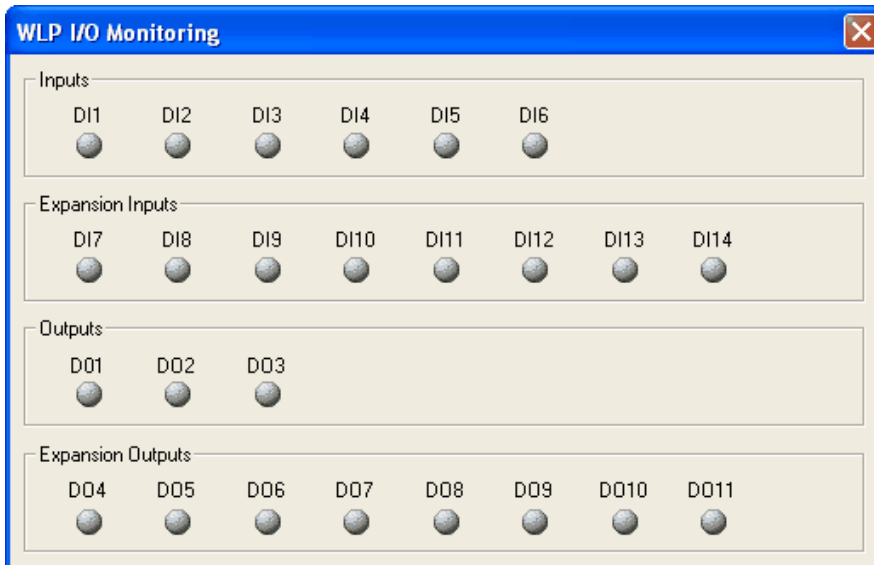 WLP I/O Monitoring
Inputs
DI1 DI2 DI3 DI4 DI5 DI6
Expansion Inputs
DI7 DI8 DI9 DI10 DI11 DI12 DI13 DI14
Outputs
DO1 DO2 DO3
Expansion Outputs
DO4 DO5 DO6 DO7 DO8 DO9 DO10 DO11